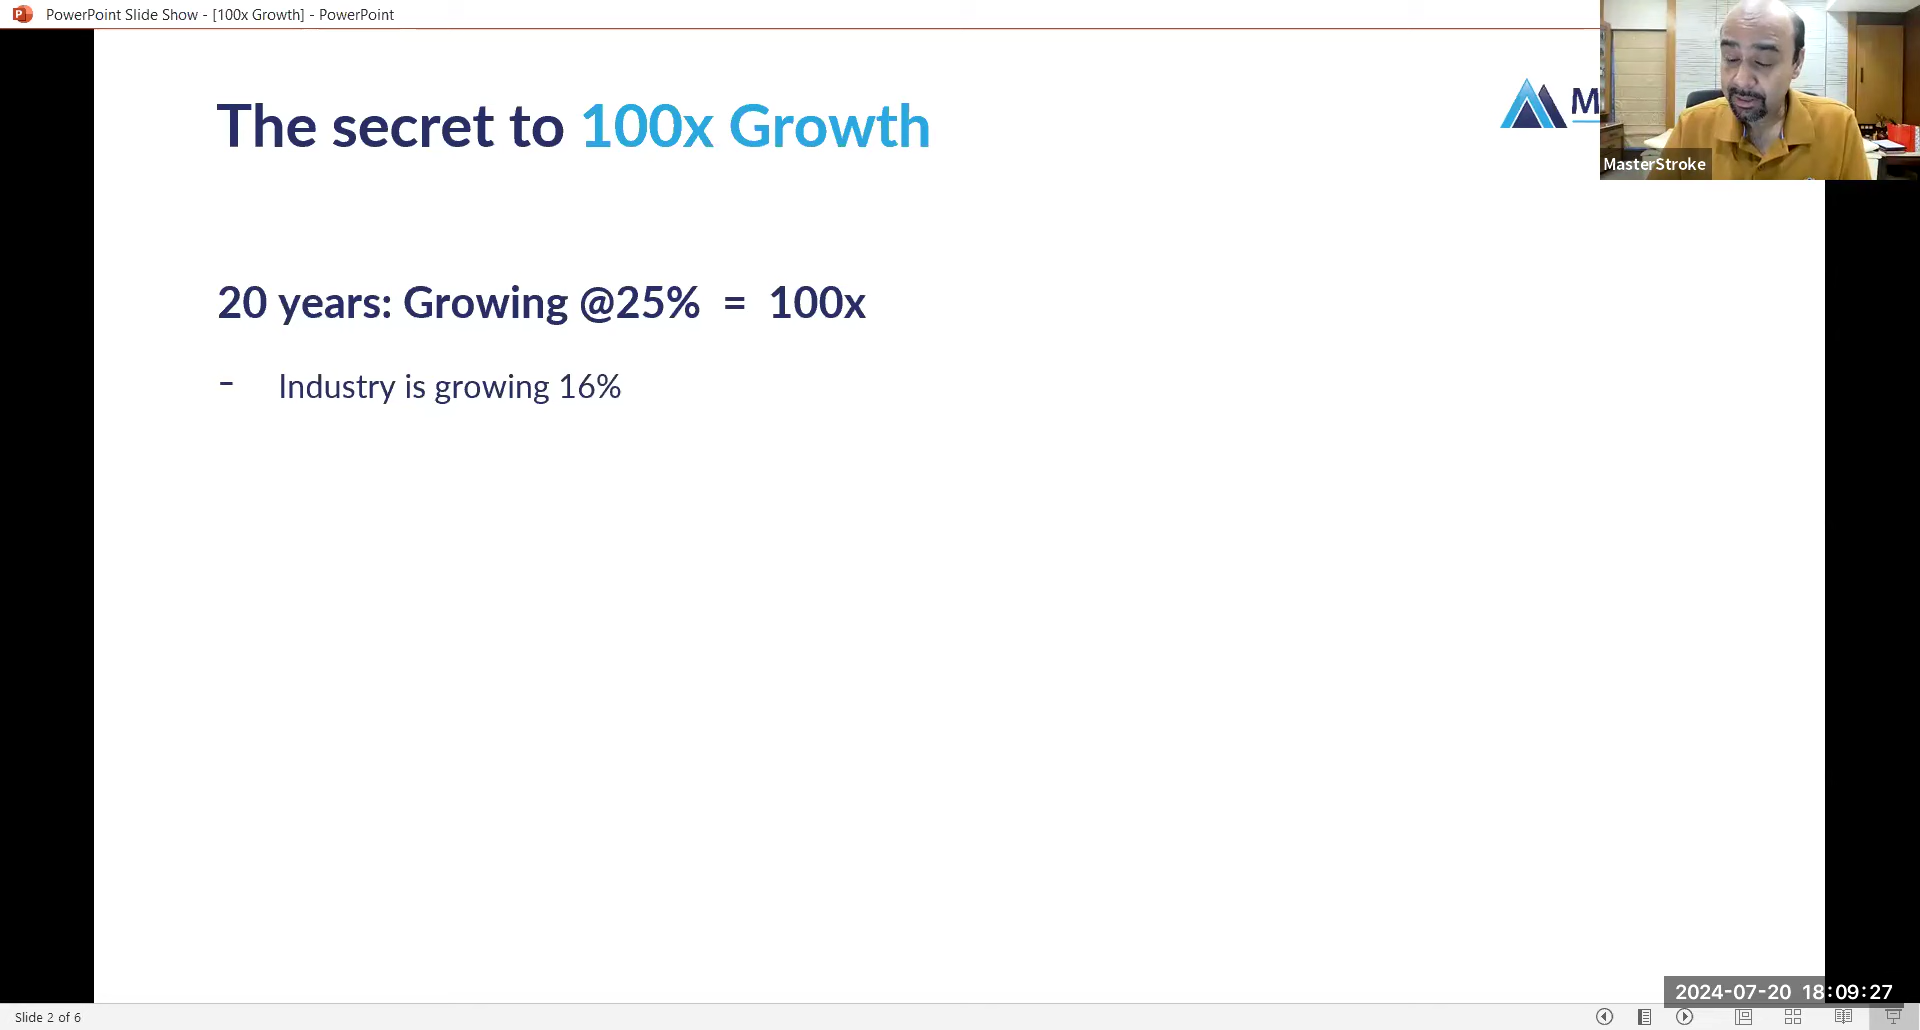 PowerPoint Slide Show - [100x Growth] - PowerPoint
The secret to 100x Growth
M
MasterStroke
20 years: Growing @25% = 100x
- Industry is growing 16%
2024-07-20 18:09:27
Slide 2 of 6